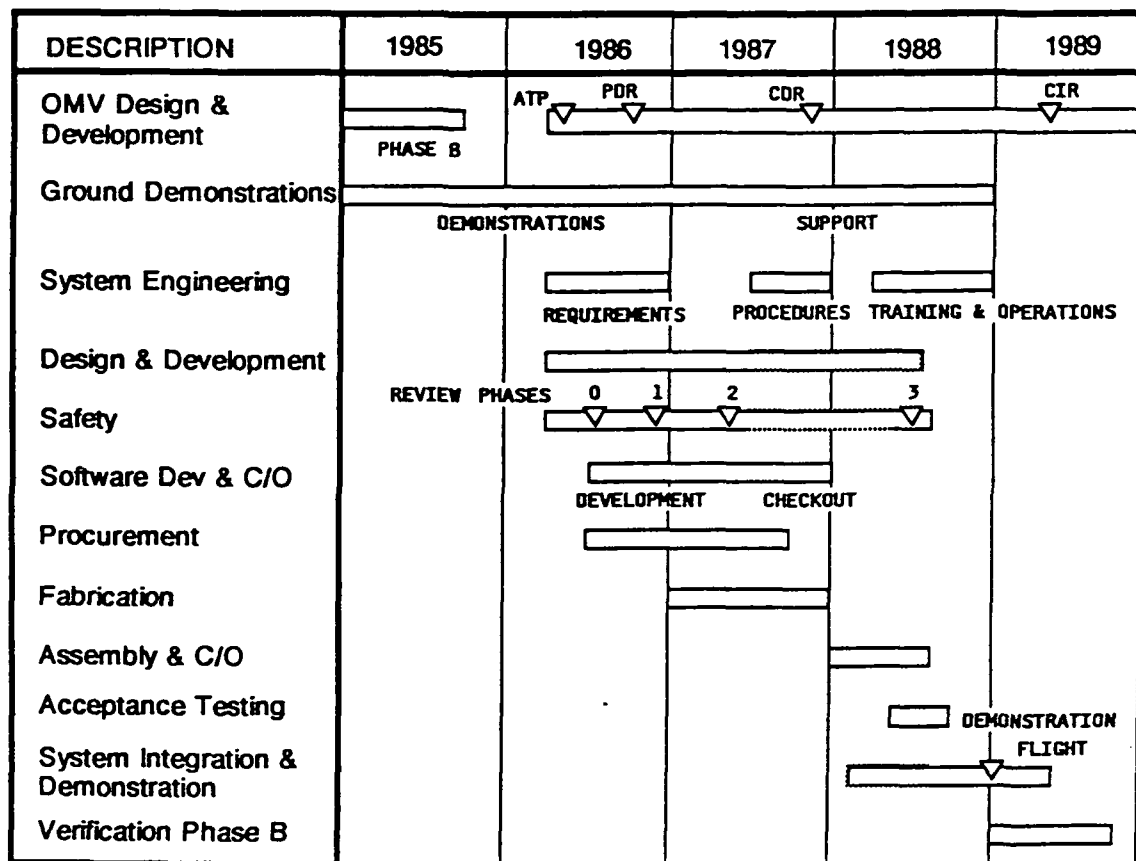 DESCRIPTION 1985 1986 1987 1988 1989
OMV Design &
Development
ATP PDR CDR CIR
PHASE B
Ground Demonstrations
DEMONSTRATIONS SUPPORT
System Engineering
REQUIREMENTS PROCEDURES TRAINING & OPERATIONS
Design & Development
REVIEW PHASES 0 1 2 3
Safety
Software Dev & C/O
DEVELOPMENT CHECKOUT
Procurement
Fabrication
Assembly & C/O
Acceptance Testing
DEMONSTRATION
FLIGHT
System Integration &
Demonstration
Verification Phase B